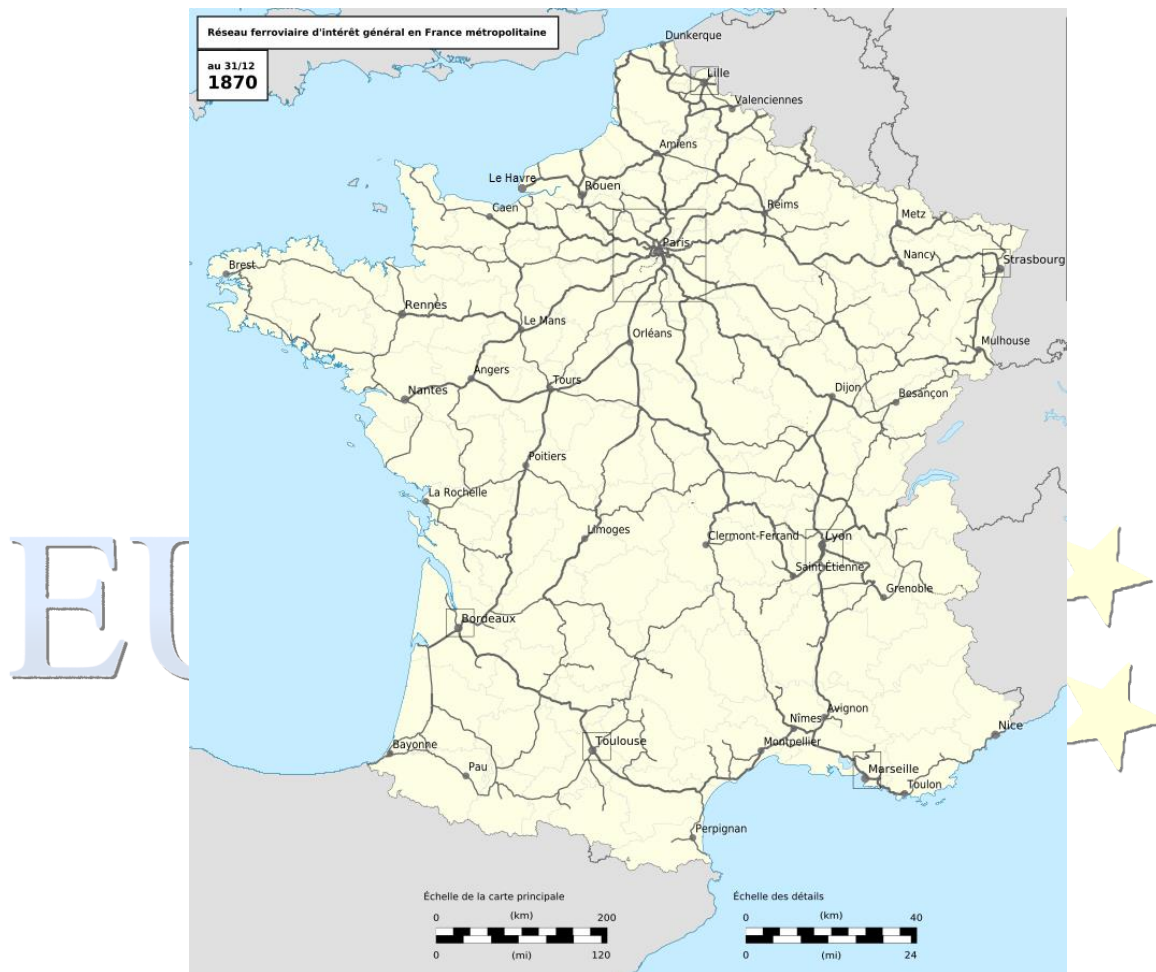 Réseau ferroviaire d'intérêt général en France métropolitaine
au 31/12
1870
Dunkerque
Lille
Valenciennes
Amiens
Le Havre
Rouen
Caen
Reims
Metz
Paris
Nancy
Strasbourg
Brest
Rennes
Le Mans
Orléans
Mulhouse
Angers
Tours
Nantes
Dijon
Besançon
Poitiers
La Rochelle
Limoges
Clermont-Ferrand
Lyon
Saint-Étienne
Grenoble
Bordeaux
EU
Avignon
Nîmes
Nice
Toulouse
Montpellier
Bayonne
Pau
Marseille
Toulon
Perpignan
Échelle de la carte principale
0 (km) 200
0 (mi) 120
Échelle des détails
0 (km) 40
0 (mi) 24